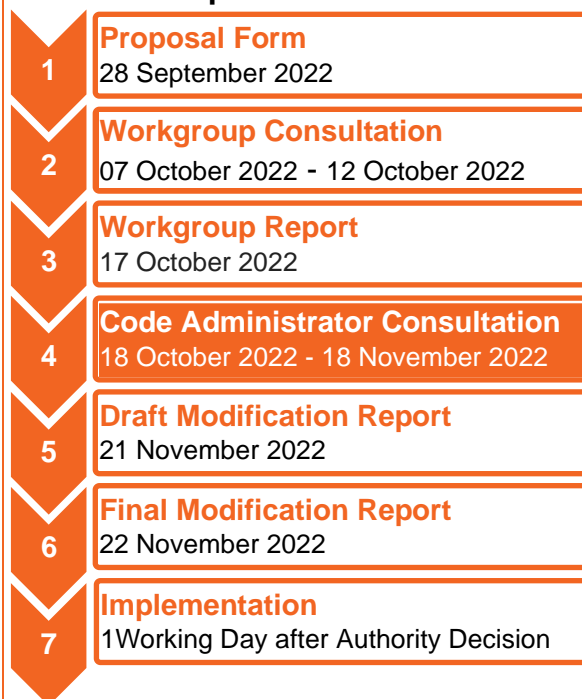 1
Proposal Form
28 September 2022
2
Workgroup Consultation
07 October 2022 - 12 October 2022
3
Workgroup Report
17 October 2022
4
Code Administrator Consultation
18 October 2022 - 18 November 2022
5
Draft Modification Report
21 November 2022
6
Final Modification Report
22 November 2022
7
Implementation
1Working Day after Authority Decision